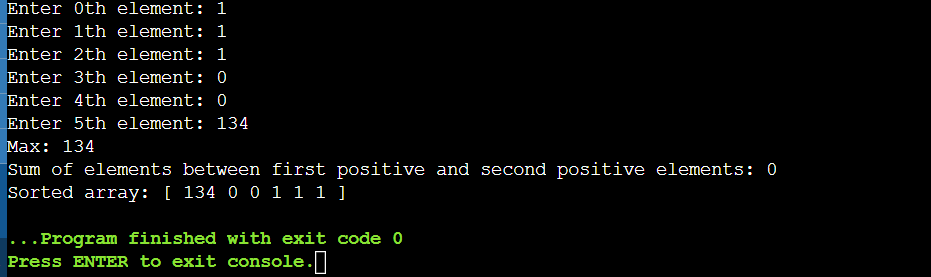 Enter 0th element: 1
Enter 1th element: 1
Enter 2th element: 1
Enter 3th element: 0
Enter 4th element: 0
Enter 5th element: 134
Max: 134
Sum of elements between first positive and second positive elements: 0
Sorted array: [ 134 0 0 1 1 1 ]

...Program finished with exit code 0
Press ENTER to exit console.